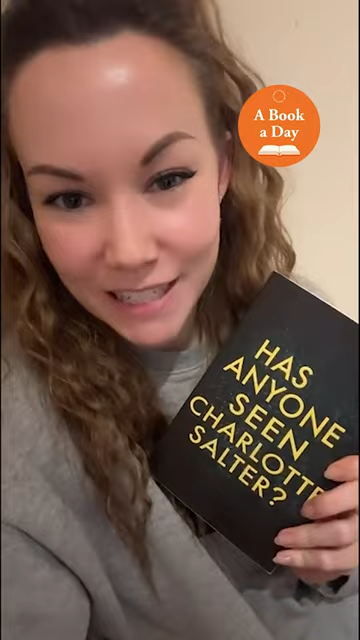 A Book
a Day
HAS
ANYONE
SEEN
CHARLOTTE
SALTER?